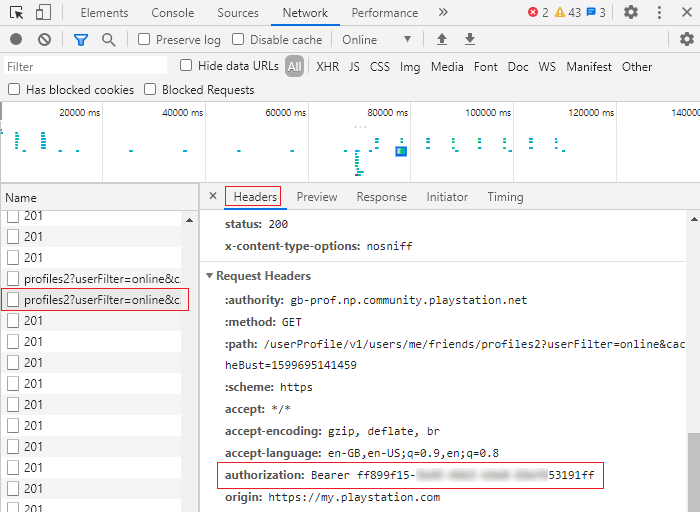 Elements Console Sources Network Performance » 2 43 3
Preserve log Disable cache Online
Filter Hide data URLs All XHR JS CSS Img Media Font Doc WS Manifest Other
Has blocked cookies Blocked Requests
20000 ms 40000 ms 60000 ms 80000 ms 100000 ms 120000 ms 14000
Name
201
201
201
profiles2?userFilter=online&c.
profiles2?userFilter=online&c.
201
201
201
201
201
201
201
201
201
× Headers Preview Response Initiator Timing
status: 200
x-content-type-options: nosniff
Request Headers
:authority: gb-prof.np.community.playstation.net
:method: GET
:path: /userProfile/v1/users/me/friends/profiles2?userFilter=online&cac
heBust=1599695141459
:scheme: https
accept: */*
accept-encoding: gzip, deflate, br
accept-language: en-GB,en-US;q=0.9,en;q=0.8
authorization: Bearer ff899f15- 53191ff
origin: https://my.playstation.com